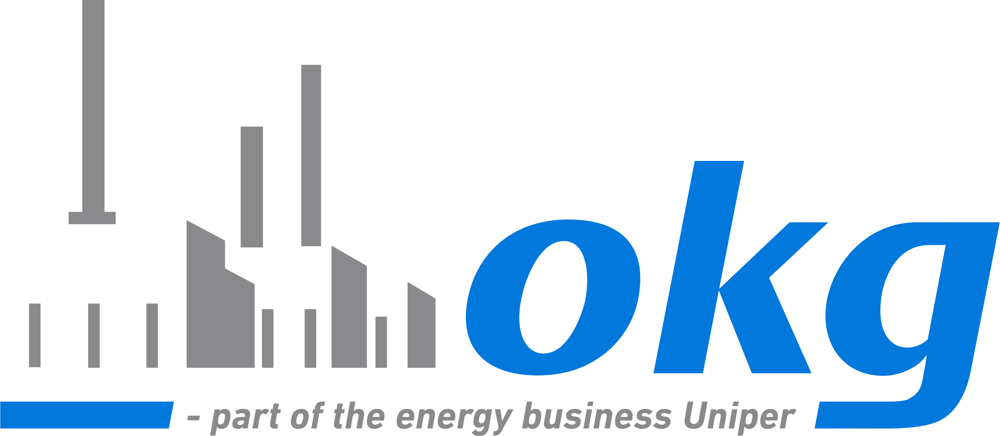 okg
- part of the energy business Uniper